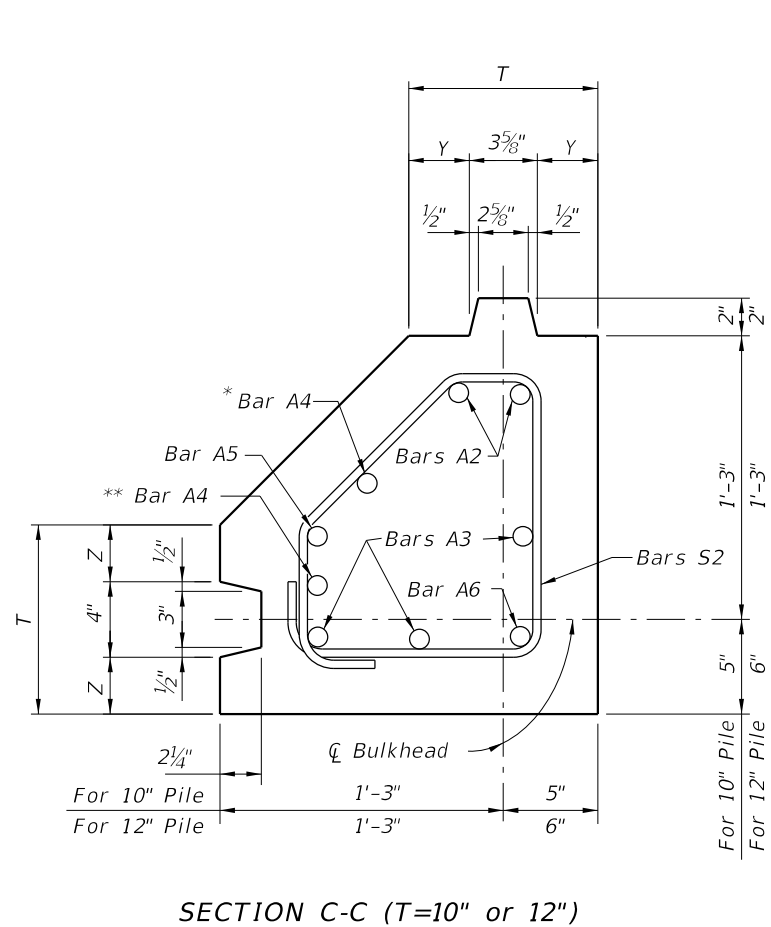 T
Y 3⅝" Y
½" 2⅝" ½"
2" 2"
* Bar A4
Bar A5
Bars A2
** Bar A4
1'-3" 1'-3"
Z ½"
Bars A3
Bars S2
Bar A6
T
4" 3"
Z ½"
5" 6"
2¼"
℄ Bulkhead
For 10" Pile
For 12" Pile
For 10" Pile 1'-3" 5"
For 12" Pile 1'-3" 6"
SECTION C-C (T=10" or 12")